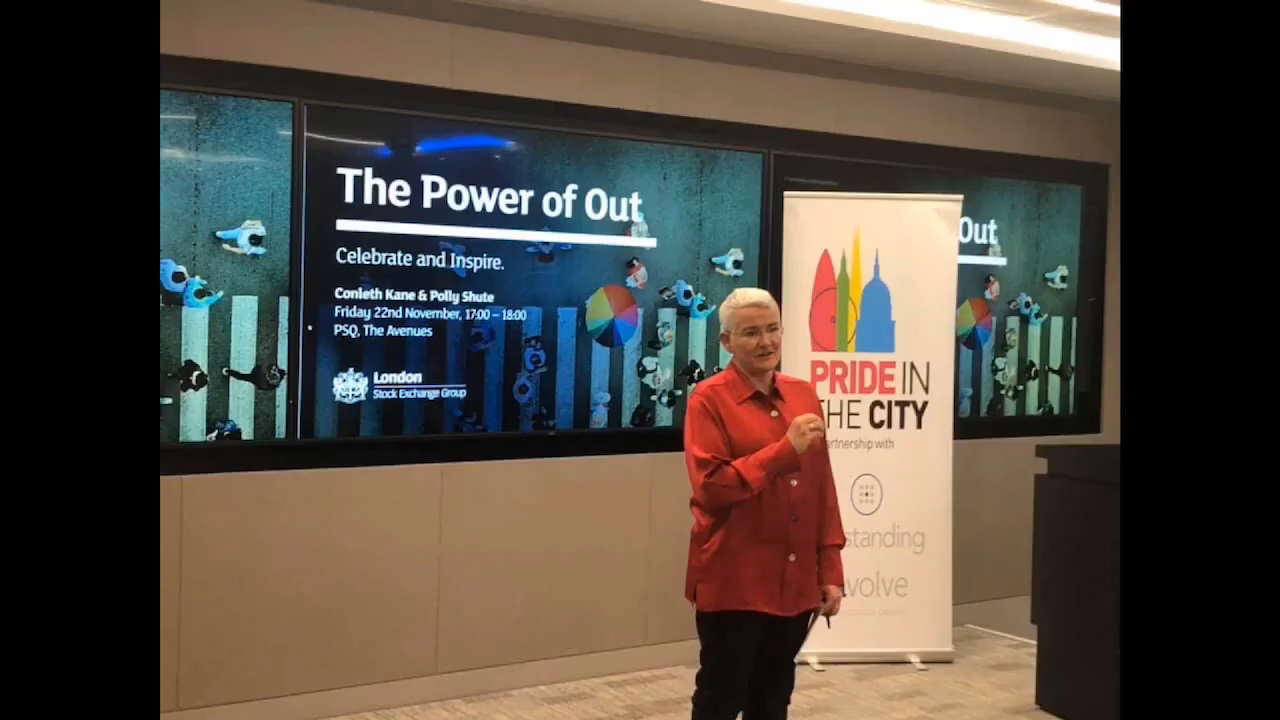 The Power of Out
Celebrate and Inspire.
Conleth Kane & Polly Shute
Friday 22nd November, 17:00 – 18:00
PSQ, The Avenues
London
Stock Exchange Group
Out
PRIDE IN
THE CITY
partnership with
standing
volve